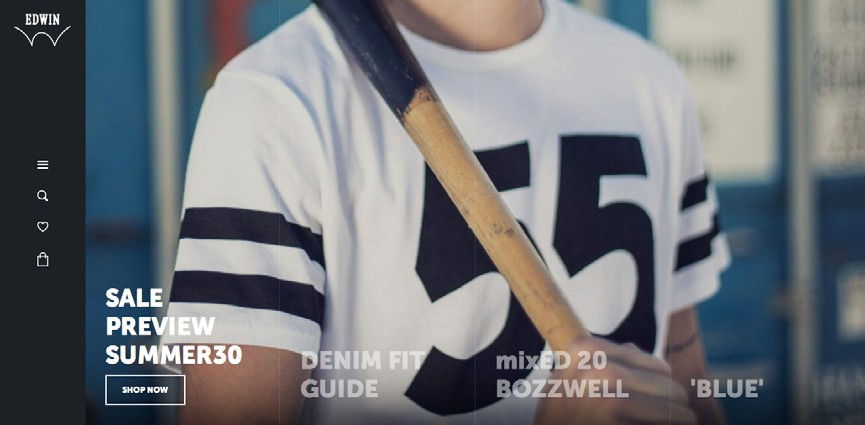 EDWIN
55
SALE
PREVIEW
SUMMER30
SHOP NOW
DENIM FIT
GUIDE
mixED 20
BOZZWELL
'BLUE'